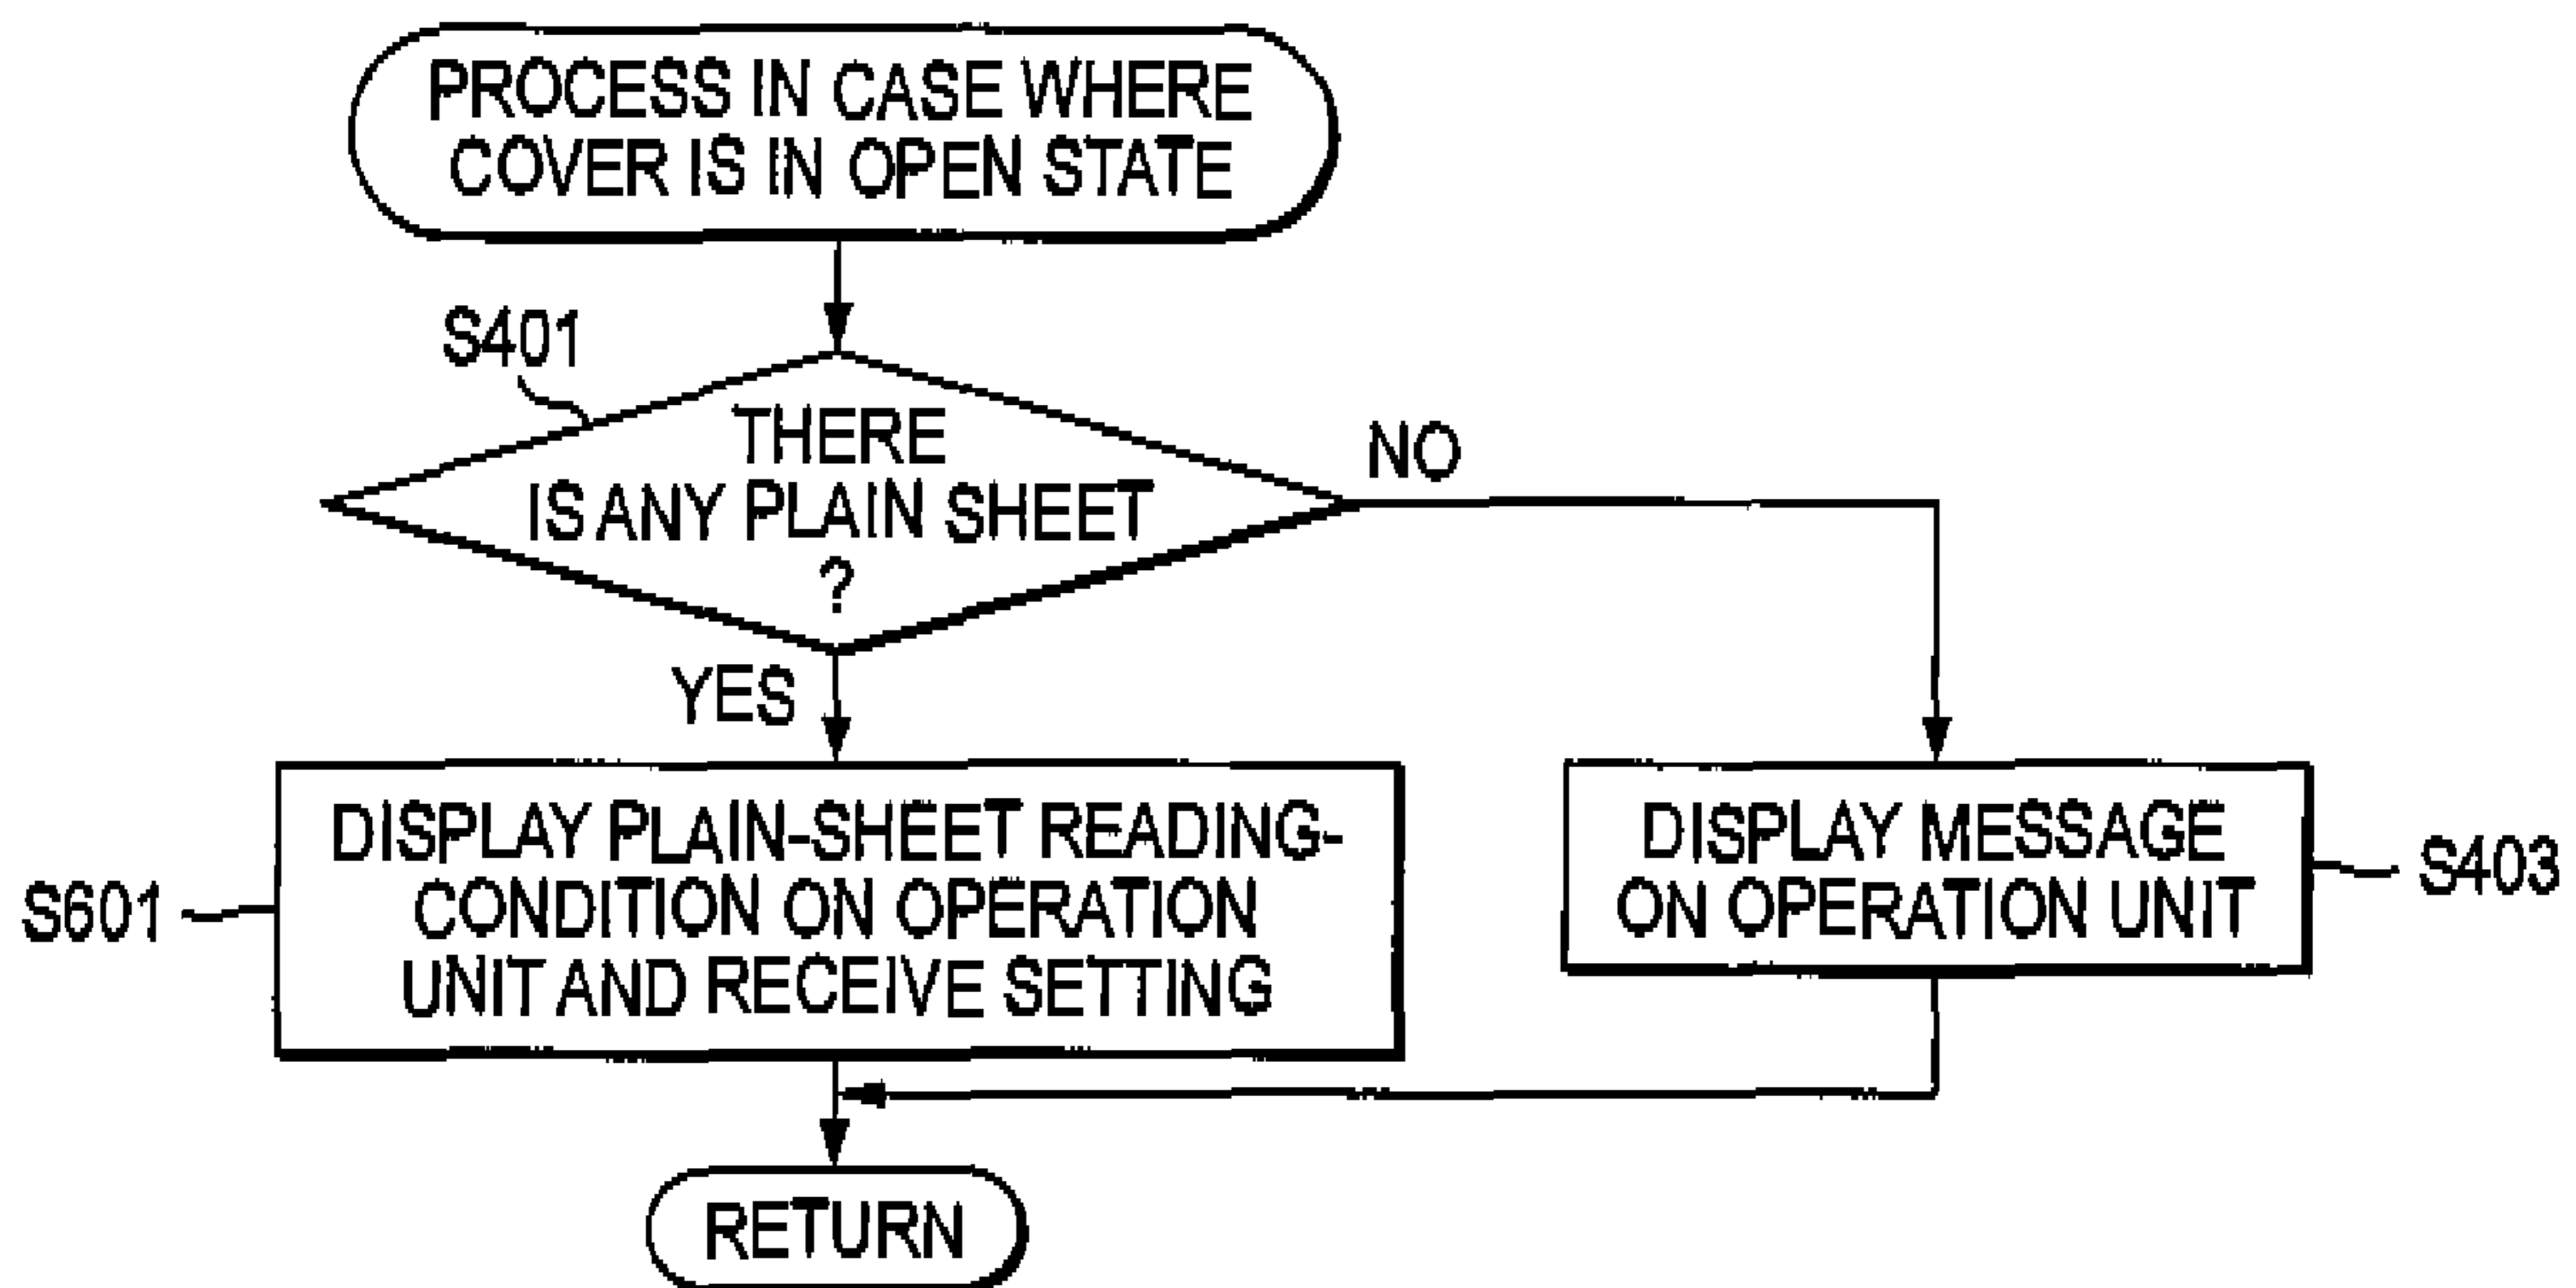 PROCESS IN CASE WHERE
COVER IS IN OPEN STATE
S401
THERE
IS ANY PLAIN SHEET
?
NO
YES
S601
DISPLAY PLAIN-SHEET READING-
CONDITION ON OPERATION
UNIT AND RECEIVE SETTING
DISPLAY MESSAGE
ON OPERATION UNIT
S403
RETURN